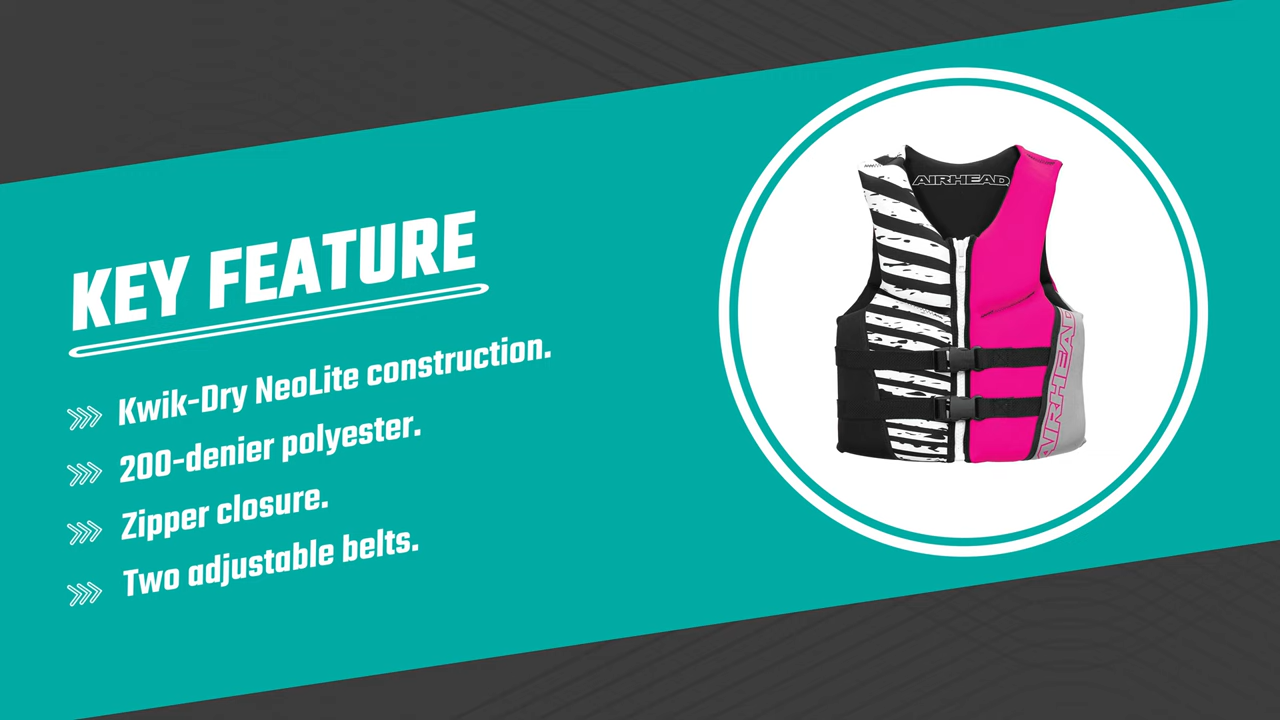 KEY FEATURE
Kwik-Dry NeoLite construction.
200-denier polyester.
Zipper closure.
Two adjustable belts.
AIRHEAD
AIRHEAD